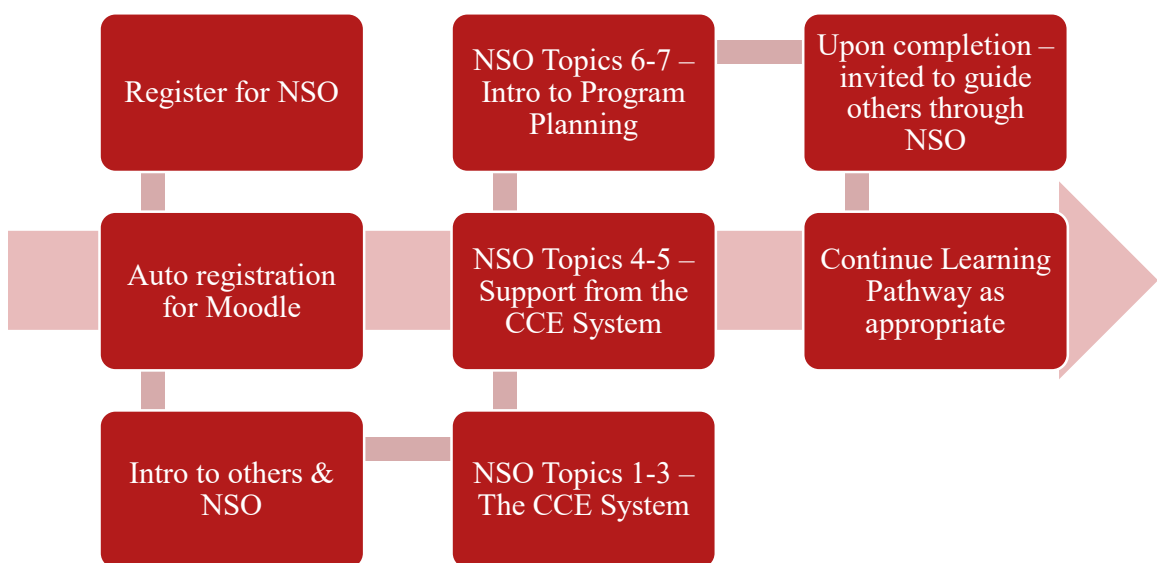 Register for NSO
Auto registration
for Moodle
Intro to others &
NSO
NSO Topics 1-3 –
The CCE System
NSO Topics 4-5 –
Support from the
CCE System
NSO Topics 6-7 –
Intro to Program
Planning
Upon completion –
invited to guide
others through
NSO
Continue Learning
Pathway as
appropriate